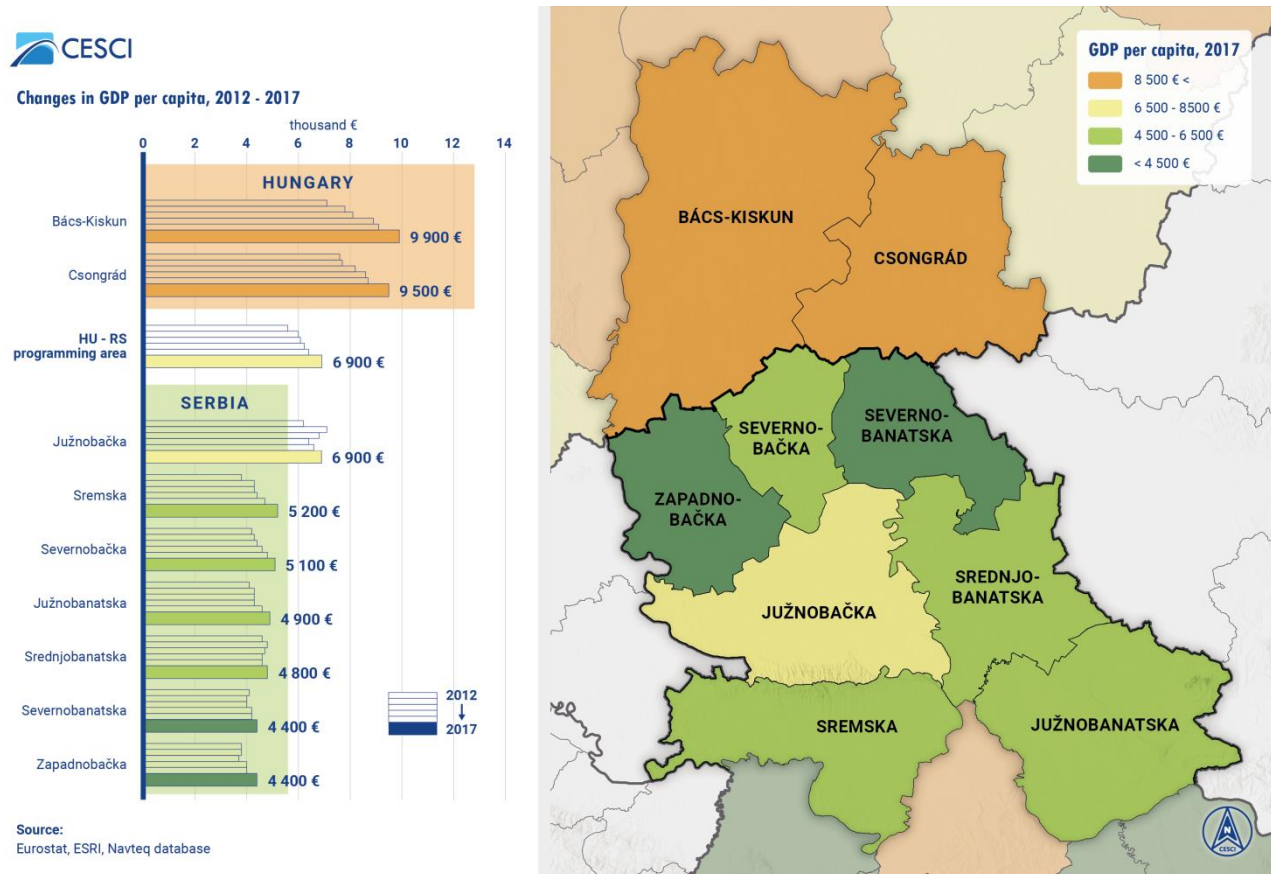 CESCI
Changes in GDP per capita, 2012 - 2017
thousand €
0 2 4 6 8 10 12 14
HUNGARY
Bács-Kiskun
9 900 €
Csongrád
9 500 €
HU - RS
programming area
6 900 €
SERBIA
Južnobačka
6 900 €
Sremska
5 200 €
Severnobačka
5 100 €
Južnobanatska
4 900 €
Srednjobanatska
4 800 €
Severnobanatska
4 400 €
Zapadnobačka
4 400 €
2012
2017
Source:
Eurostat, ESRI, Navteq database
GDP per capita, 2017
8 500 € <
6 500 - 8500 €
4 500 - 6 500 €
< 4 500 €
BÁCS-KISKUN
CSONGRÁD
SEVERNO-
BAČKA
SEVERNO-
BANATSKA
ZAPADNO-
BAČKA
SREDNJO-
BANATSKA
JUŽNOBAČKA
SREMSKA
JUŽNOBANATSKA
N
CESCI